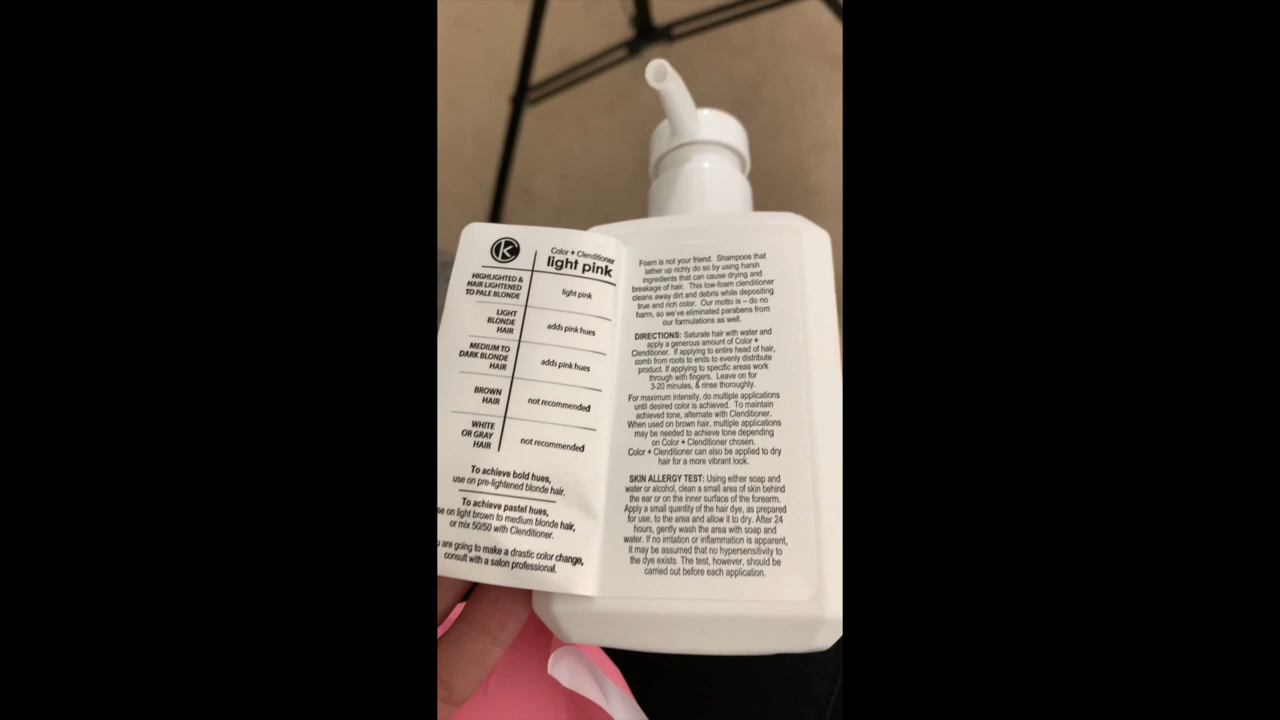 K
Color + Clenditioner
light pink
HIGHLIGHTED &
HAIR LIGHTENED
TO PALE BLONDE
light pink
LIGHT
BLONDE
HAIR
adds pink hues
MEDIUM TO
DARK BLONDE
HAIR
adds pink hues
BROWN
HAIR
not recommended
WHITE
OR GRAY
HAIR
not recommended
To achieve bold hues,
use on pre-lightened blonde hair.
To achieve pastel hues,
on light brown to medium blonde hair,
or mix 50/50 with Clenditioner.
are going to make a drastic color change,
consult with a salon professional.
Foam is not your friend. Shampoos that
lather up richly do so by using harsh
ingredients that can cause drying and
breakage of hair. This low-foam clenditioner
cleans away dirt and debris while depositing
true and rich color. Our motto is – do no
harm, so we've eliminated parabens from
our formulations as well.
DIRECTIONS: Saturate hair with water and
apply a generous amount of Color +
Clenditioner. If applying to entire head of hair,
comb from roots to ends to evenly distribute
product. If applying to specific areas work
through with fingers. Leave on for
3-20 minutes, & rinse thoroughly.
For maximum intensity, do multiple applications
until desired color is achieved. To maintain
achieved tone, alternate with Clenditioner.
When used on brown hair, multiple applications
may be needed to achieve tone depending
on Color + Clenditioner chosen.
Color + Clenditioner can also be applied to dry
hair for a more vibrant look.
SKIN ALLERGY TEST: Using either soap and
water or alcohol, clean a small area of skin behind
the ear or on the inner surface of the forearm.
Apply a small quantity of the hair dye, as prepared
for use, to the area and allow it to dry. After 24
hours, gently wash the area with soap and
water. If no irritation or inflammation is apparent,
it may be assumed that no hypersensitivity to
the dye exists. The test, however, should be
carried out before each application.